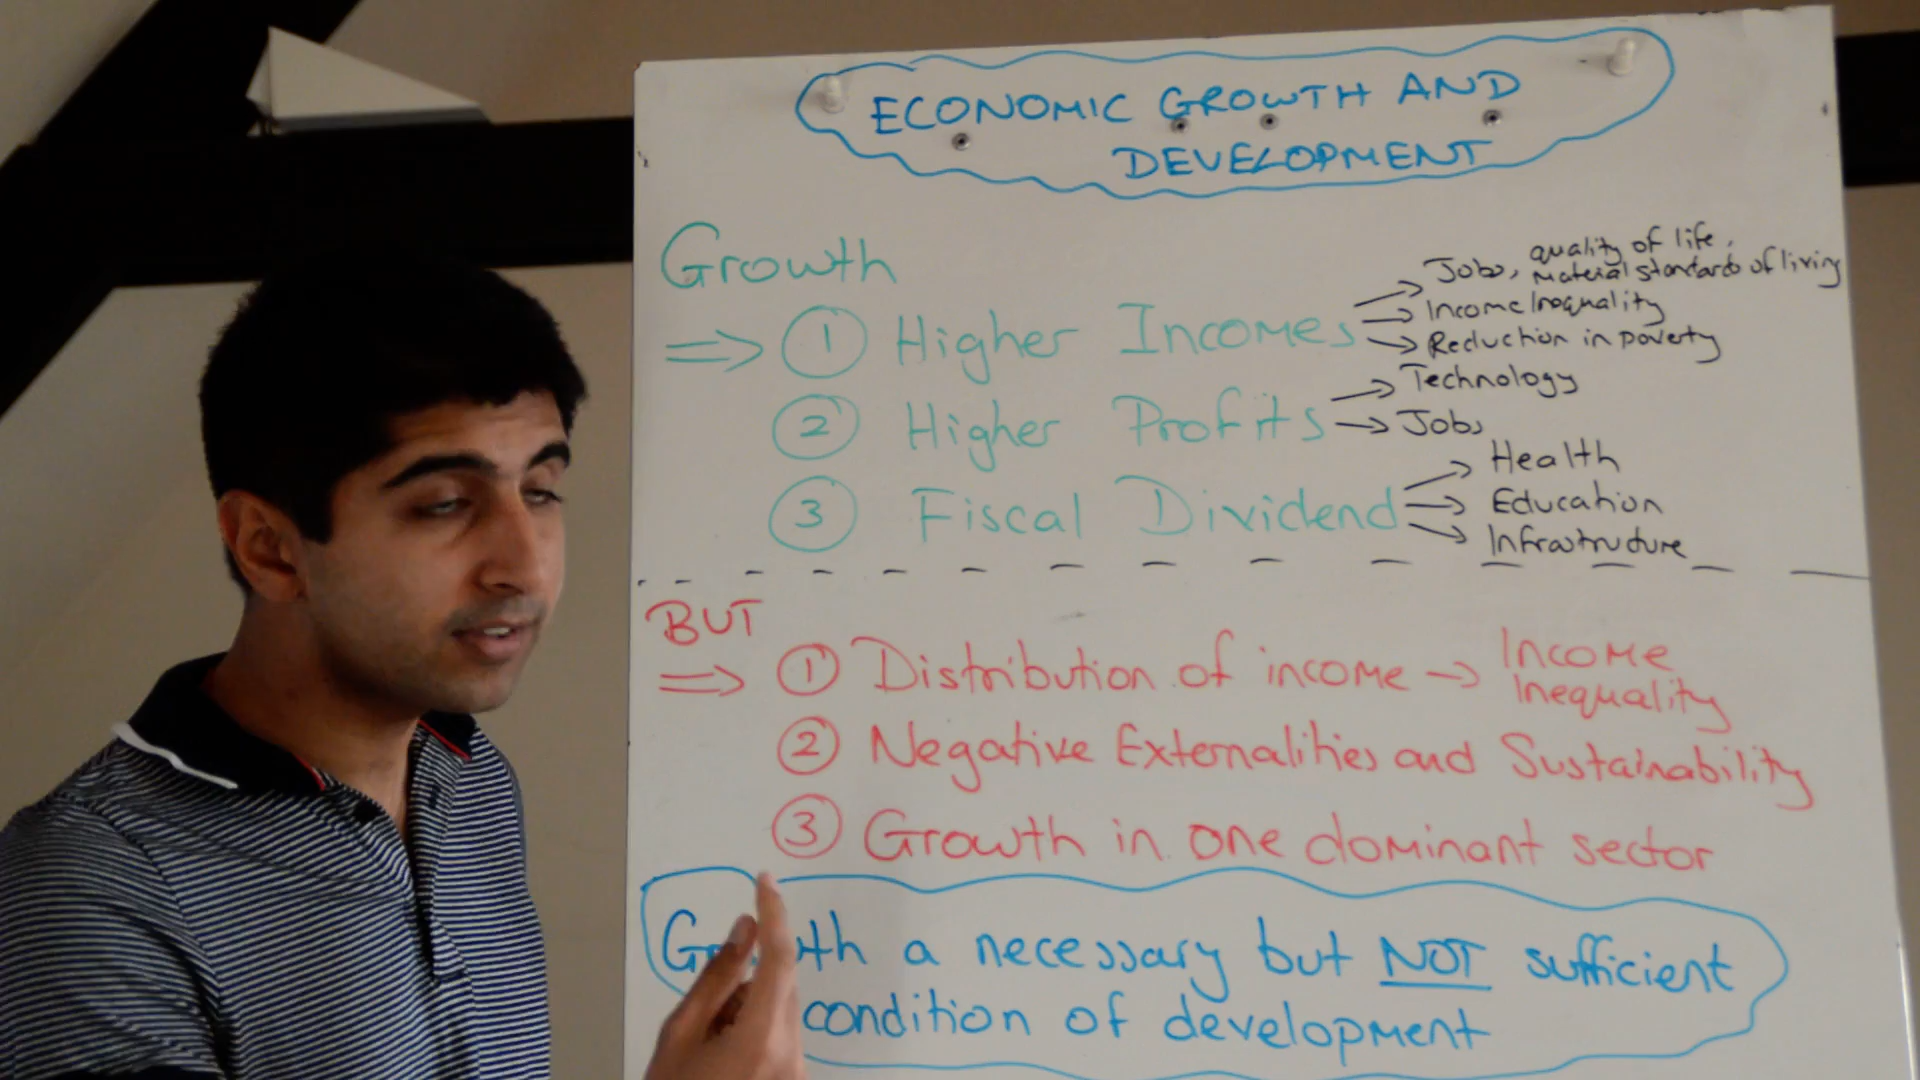 ECONOMIC GROWTH AND
DEVELOPMENT
Growth
⇒ ① Higher Incomes
→ Jobs, quality of life,
material standards of living
→ Income Inequality
→ Reduction in poverty
② Higher Profits
→ Technology
→ Jobs
③ Fiscal Dividend
→ Health
→ Education
→ Infrastructure
BUT
⇒ ① Distribution of income → Income
Inequality
② Negative Externalities and Sustainability
③ Growth in one dominant sector
Growth a necessary but NOT sufficient
condition of development